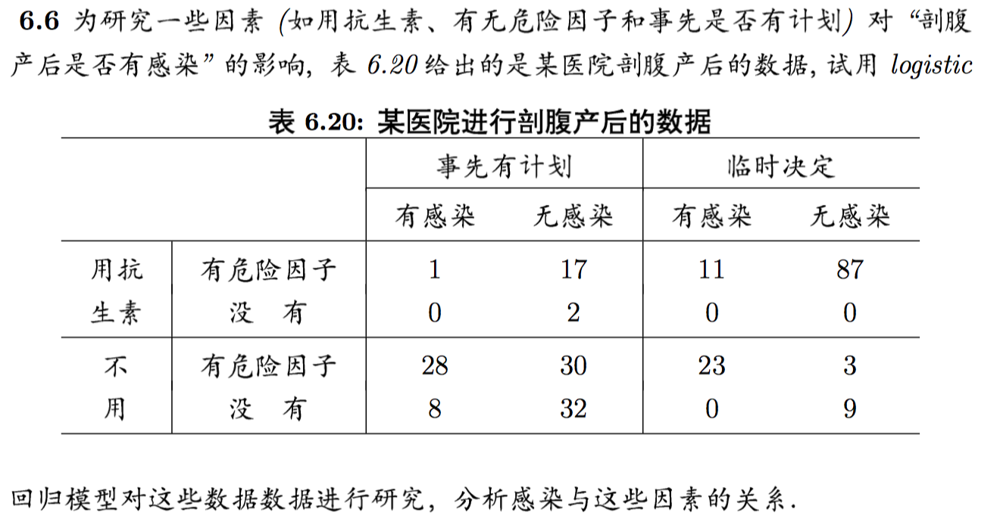 6.6 为研究一些因素 (如用抗生素、有无危险因子和事先是否有计划) 对 “剖腹
产后是否有感染” 的影响, 表 6.20 给出的是某医院剖腹产后的数据, 试用 logistic
表 6.20: 某医院进行剖腹产后的数据
事先有计划 临时决定
有感染 无感染 有感染 无感染
用抗 有危险因子 1 17 11 87
生素 没 有 0 2 0 0
不 有危险因子 28 30 23 3
用 没 有 8 32 0 9
回归模型对这些数据数据进行研究, 分析感染与这些因素的关系.